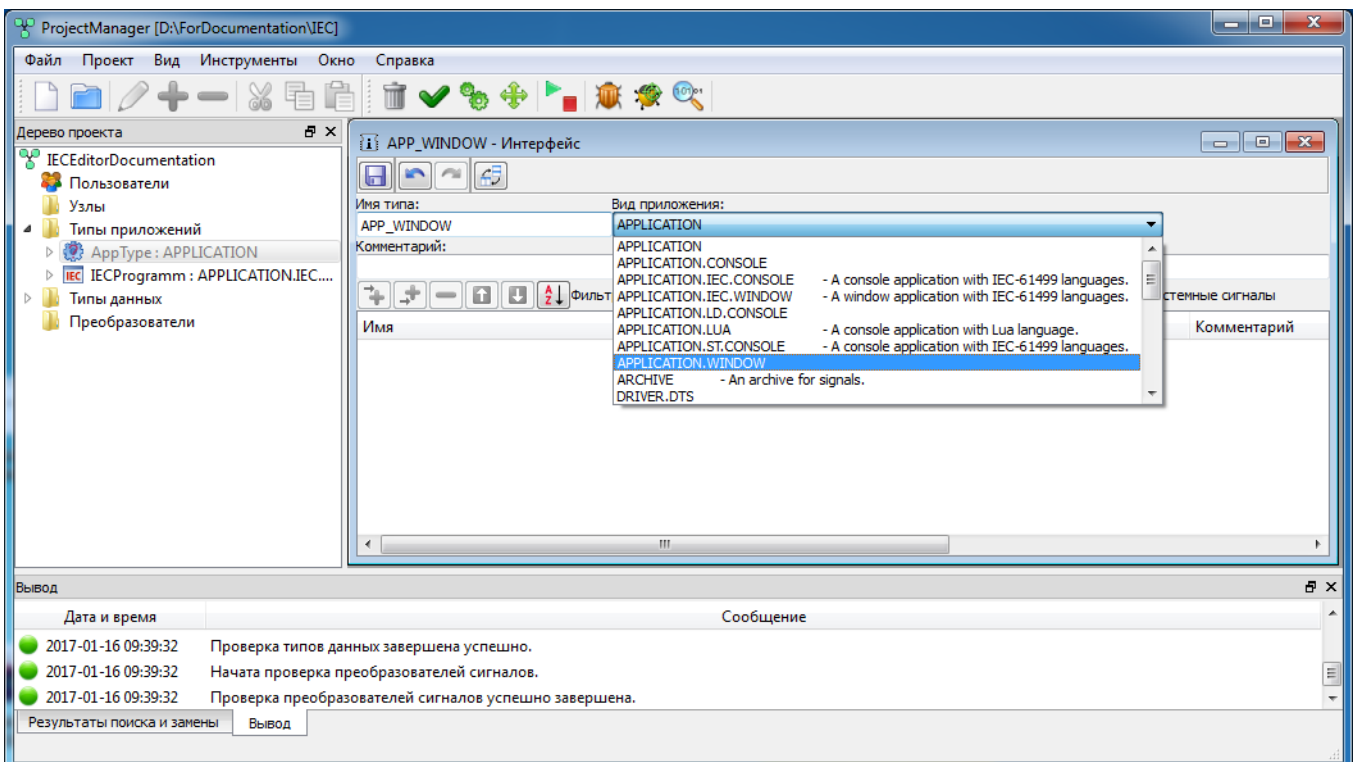 ProjectManager [D:\ForDocumentation\IEC]
Файл Проект Вид Инструменты Окно Справка
Дерево проекта
IECEditorDocumentation
Пользователи
Узлы
Типы приложений
AppType : APPLICATION
IEC IECProgramm : APPLICATION.IEC....
Типы данных
Преобразователи
APP_WINDOW - Интерфейс
Имя типа: Вид приложения:
APP_WINDOW APPLICATION
Комментарий:
APPLICATION
APPLICATION.CONSOLE
APPLICATION.IEC.CONSOLE - A console application with IEC-61499 languages.
APPLICATION.IEC.WINDOW - A window application with IEC-61499 languages.
APPLICATION.LD.CONSOLE
APPLICATION.LUA - A console application with Lua language.
APPLICATION.ST.CONSOLE - A console application with IEC-61499 languages.
APPLICATION.WINDOW
ARCHIVE - An archive for signals.
DRIVER.DTS
Фильт стемные сигналы
Имя Комментарий
Вывод
Дата и время Сообщение
2017-01-16 09:39:32 Проверка типов данных завершена успешно.
2017-01-16 09:39:32 Начата проверка преобразователей сигналов.
2017-01-16 09:39:32 Проверка преобразователей сигналов успешно завершена.
Результаты поиска и замены Вывод